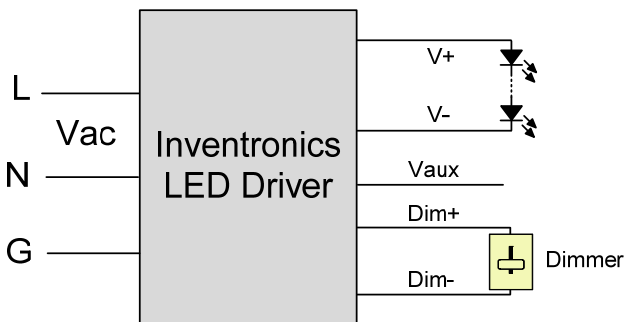 L
Vac
N
G
Inventronics
LED Driver
V+
V-
Vaux
Dim+
Dim-
Dimmer